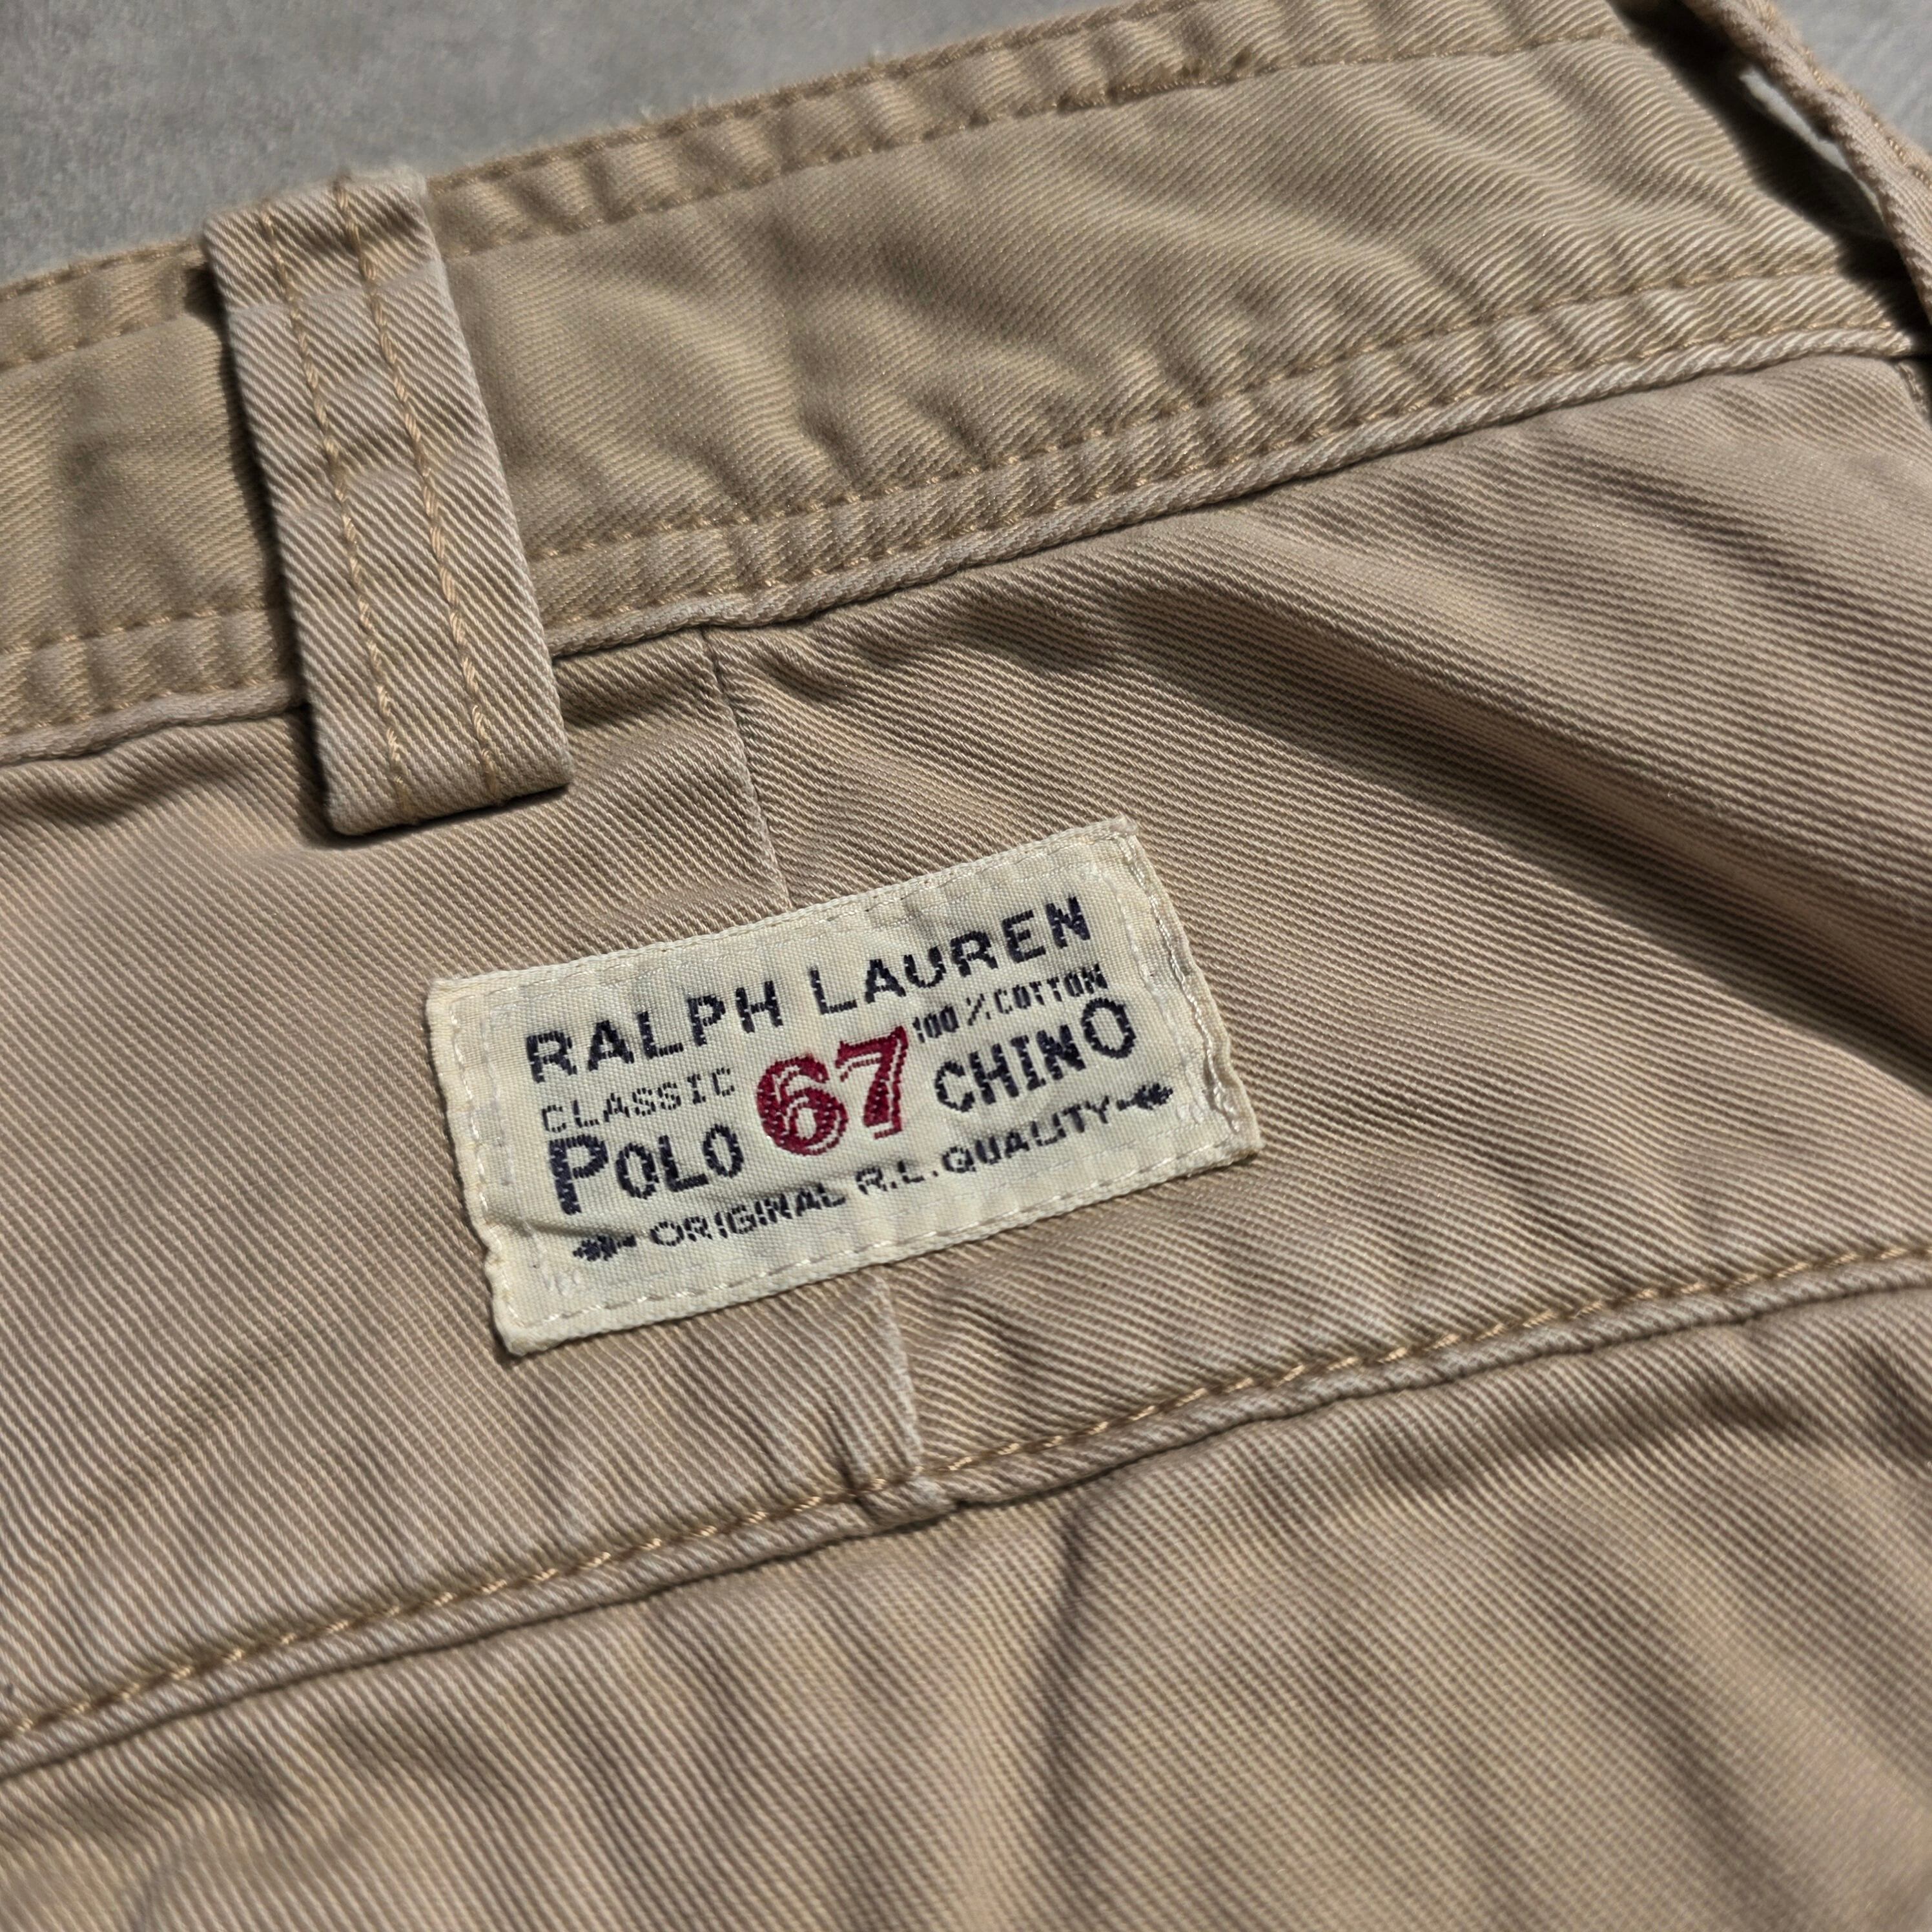 RALPH LAUREN
CLASSIC 67 100% COTTON
POLO CHINO
ORIGINAL R.L. QUALITY